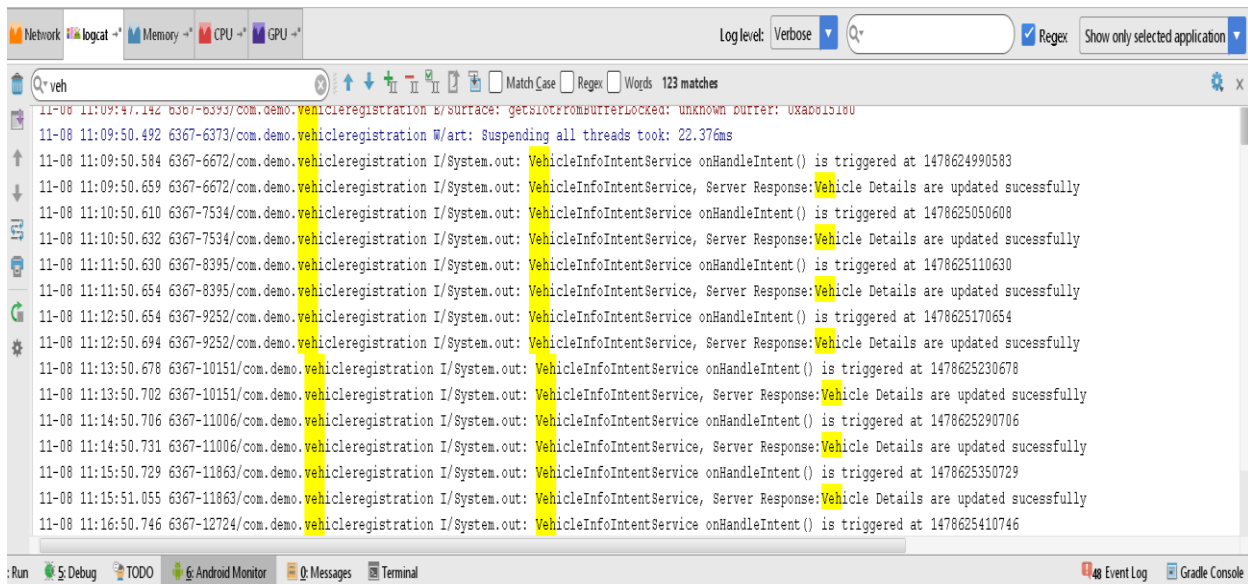 Network logcat Memory CPU GPU Log level: Verbose Regex Show only selected application
veh Match Case Regex Words 123 matches
11-08 11:09:47.142 6367-6393/com.demo.vehicleregistration E/Surface: getSlotFromBufferLocked: unknown buffer: 0xab815180
11-08 11:09:50.492 6367-6373/com.demo.vehicleregistration W/art: Suspending all threads took: 22.376ms
11-08 11:09:50.584 6367-6672/com.demo.vehicleregistration I/System.out: VehicleInfoIntentService onHandleIntent() is triggered at 1478624990583
11-08 11:09:50.659 6367-6672/com.demo.vehicleregistration I/System.out: VehicleInfoIntentService, Server Response:Vehicle Details are updated sucessfully
11-08 11:10:50.610 6367-7534/com.demo.vehicleregistration I/System.out: VehicleInfoIntentService onHandleIntent() is triggered at 1478625050608
11-08 11:10:50.632 6367-7534/com.demo.vehicleregistration I/System.out: VehicleInfoIntentService, Server Response:Vehicle Details are updated sucessfully
11-08 11:11:50.630 6367-8395/com.demo.vehicleregistration I/System.out: VehicleInfoIntentService onHandleIntent() is triggered at 1478625110630
11-08 11:11:50.654 6367-8395/com.demo.vehicleregistration I/System.out: VehicleInfoIntentService, Server Response:Vehicle Details are updated sucessfully
11-08 11:12:50.654 6367-9252/com.demo.vehicleregistration I/System.out: VehicleInfoIntentService onHandleIntent() is triggered at 1478625170654
11-08 11:12:50.694 6367-9252/com.demo.vehicleregistration I/System.out: VehicleInfoIntentService, Server Response:Vehicle Details are updated sucessfully
11-08 11:13:50.678 6367-10151/com.demo.vehicleregistration I/System.out: VehicleInfoIntentService onHandleIntent() is triggered at 1478625230678
11-08 11:13:50.702 6367-10151/com.demo.vehicleregistration I/System.out: VehicleInfoIntentService, Server Response:Vehicle Details are updated sucessfully
11-08 11:14:50.706 6367-11006/com.demo.vehicleregistration I/System.out: VehicleInfoIntentService onHandleIntent() is triggered at 1478625290706
11-08 11:14:50.731 6367-11006/com.demo.vehicleregistration I/System.out: VehicleInfoIntentService, Server Response:Vehicle Details are updated sucessfully
11-08 11:15:50.729 6367-11863/com.demo.vehicleregistration I/System.out: VehicleInfoIntentService onHandleIntent() is triggered at 1478625350729
11-08 11:15:51.055 6367-11863/com.demo.vehicleregistration I/System.out: VehicleInfoIntentService, Server Response:Vehicle Details are updated sucessfully
11-08 11:16:50.746 6367-12724/com.demo.vehicleregistration I/System.out: VehicleInfoIntentService onHandleIntent() is triggered at 1478625410746
: Run 5: Debug TODO 6: Android Monitor 0: Messages Terminal 48 Event Log Gradle Console